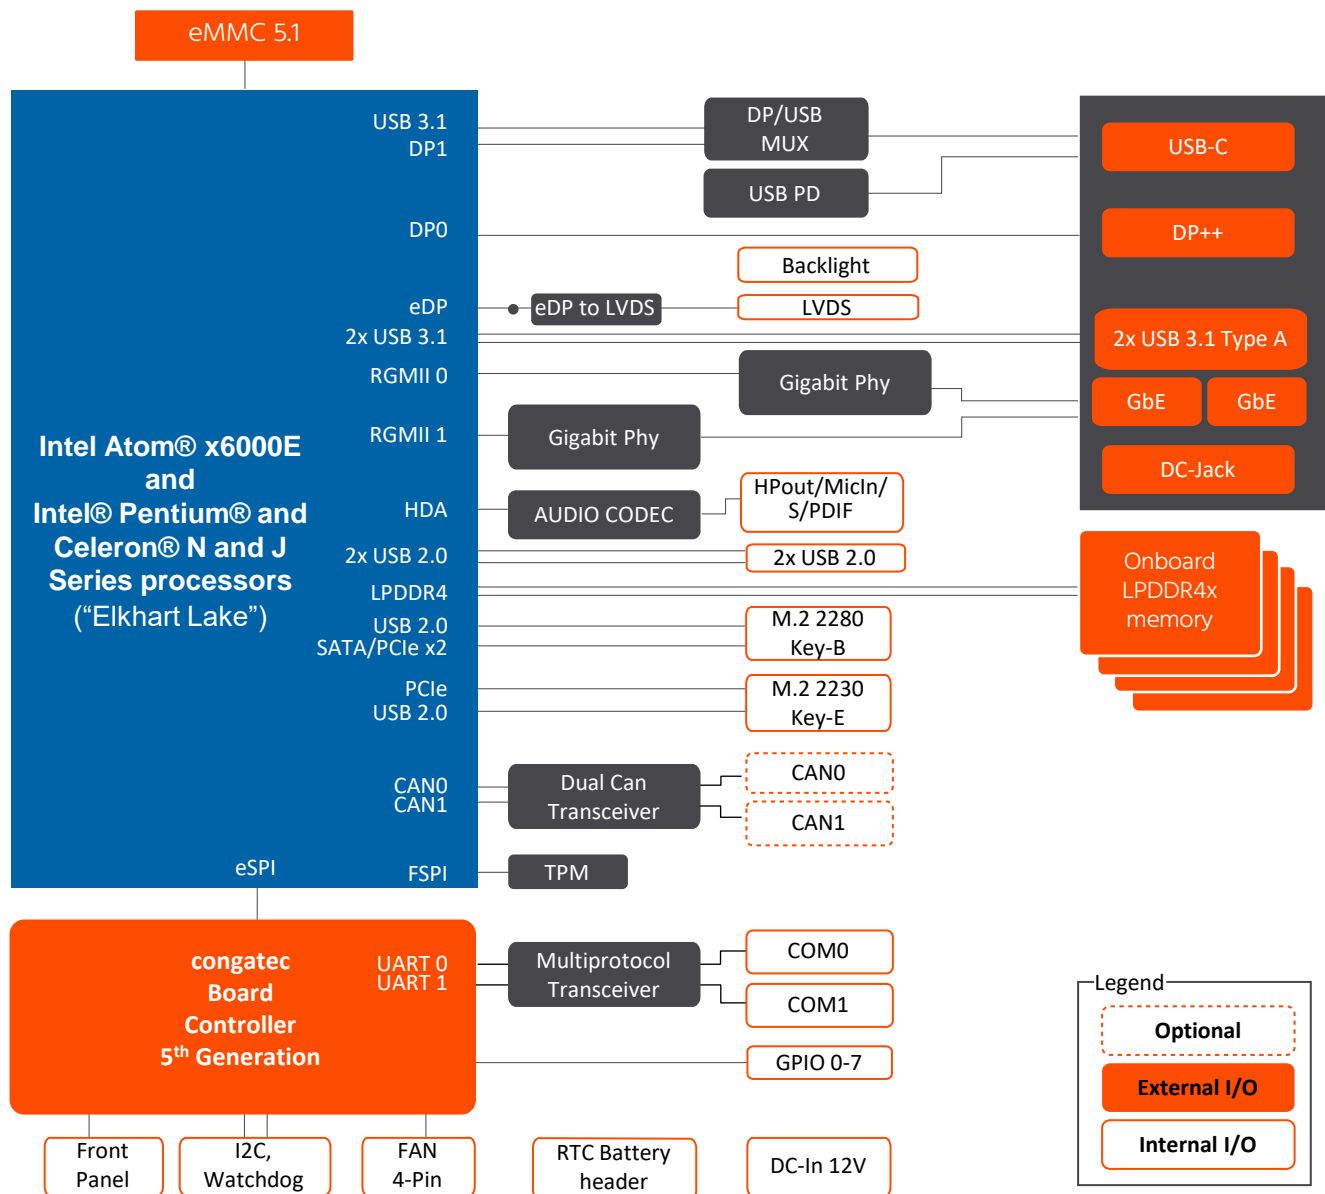 eMMC 5.1
USB 3.1
DP1
DP/USB
MUX
USB PD
USB-C
DP0
DP++
Backlight
eDP
eDP to LVDS
LVDS
2x USB 3.1
2x USB 3.1 Type A
RGMII 0
Gigabit Phy
GbE
GbE
RGMII 1
Gigabit Phy
DC-Jack
Intel Atom® x6000E
and
Intel® Pentium® and
Celeron® N and J
Series processors
(“Elkhart Lake”)
HDA
AUDIO CODEC
HPout/MicIn/
S/PDIF
2x USB 2.0
2x USB 2.0
LPDDR4
Onboard
LPDDR4x
memory
USB 2.0
SATA/PCIe x2
M.2 2280
Key-B
PCIe
USB 2.0
M.2 2230
Key-E
CAN0
CAN1
Dual Can
Transceiver
CAN0
CAN1
eSPI
FSPI
TPM
congatec
Board
Controller
5th Generation
UART 0
UART 1
Multiprotocol
Transceiver
COM0
COM1
GPIO 0-7
Legend
Optional
External I/O
Internal I/O
Front
Panel
I2C,
Watchdog
FAN
4-Pin
RTC Battery
header
DC-In 12V